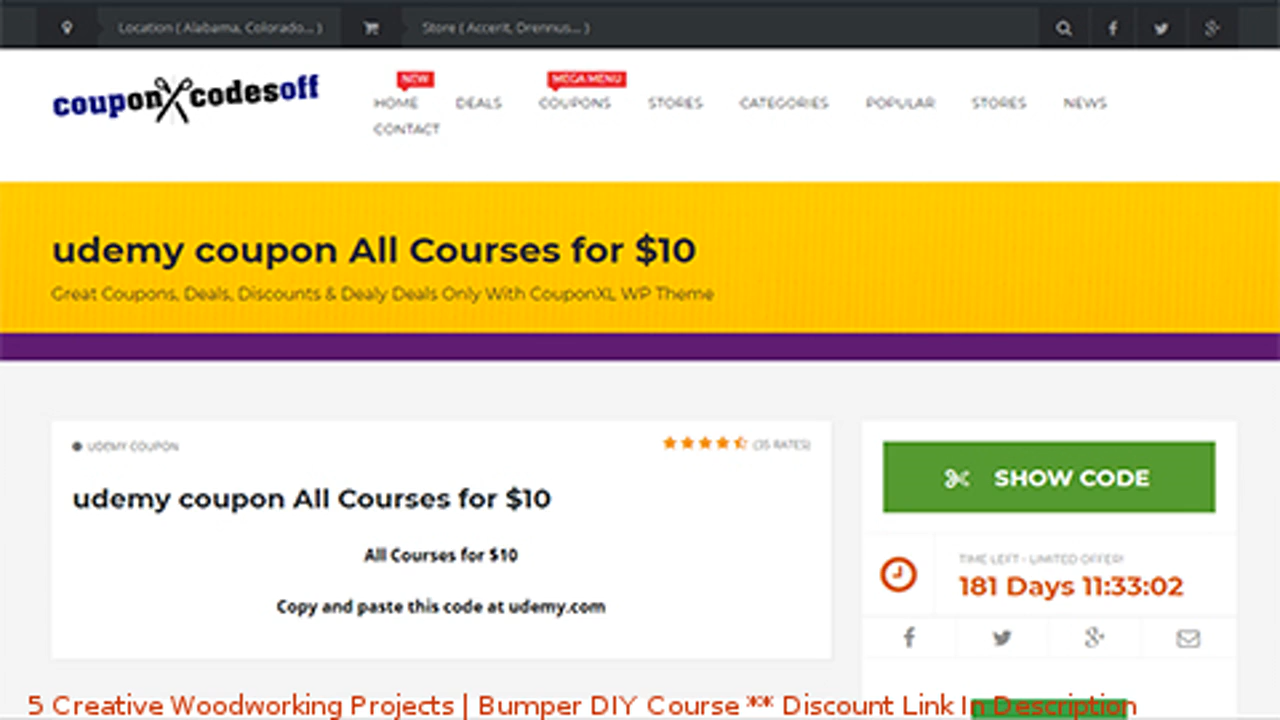 Location ( Alabama, Colorado... ) Store ( Accent, Drennus... )
NEW MEGA MENU
couponXcodesoff
HOME DEALS COUPONS STORES CATEGORIES POPULAR STORES NEWS
CONTACT
udemy coupon All Courses for $10
Great Coupons, Deals, Discounts & Dealy Deals Only With CouponXL WP Theme
UDEMY COUPON (35 RATES)
SHOW CODE
udemy coupon All Courses for $10
All Courses for $10
TIME LEFT - LIMITED OFFER!
181 Days 11:33:02
Copy and paste this code at udemy.com
5 Creative Woodworking Projects | Bumper DIY Course ** Discount Link In Description